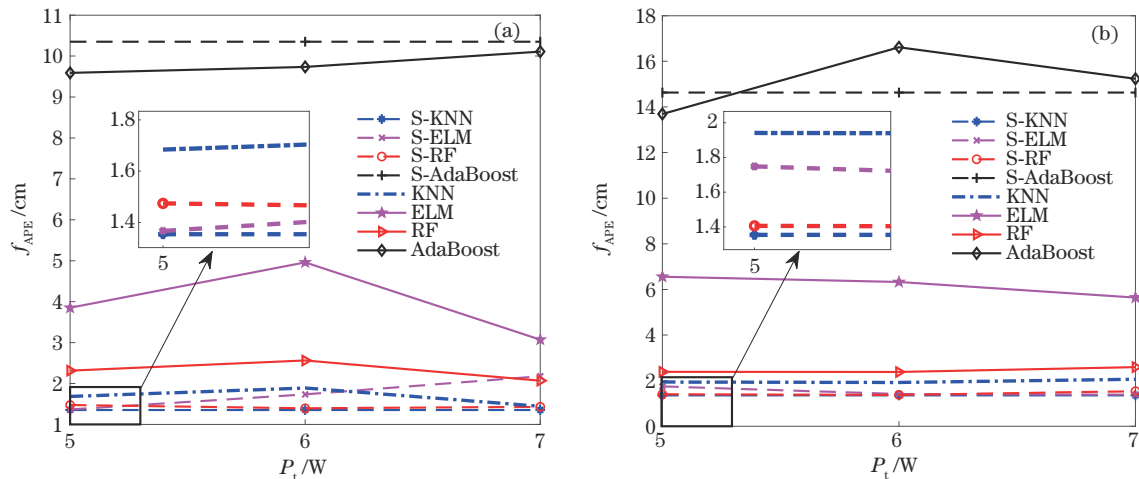 (a)
f_APE /cm
11
10
9
8
7
6
5
4
3
2
1
5 6 7
P_t /W
1.8
1.6
1.4
5
S-KNN
S-ELM
S-RF
S-AdaBoost
KNN
ELM
RF
AdaBoost
(b)
f_APE /cm
18
16
14
12
10
8
6
4
2
0
5 6 7
P_t /W
2
1.8
1.6
1.4
5
S-KNN
S-ELM
S-RF
S-AdaBoost
KNN
ELM
RF
AdaBoost